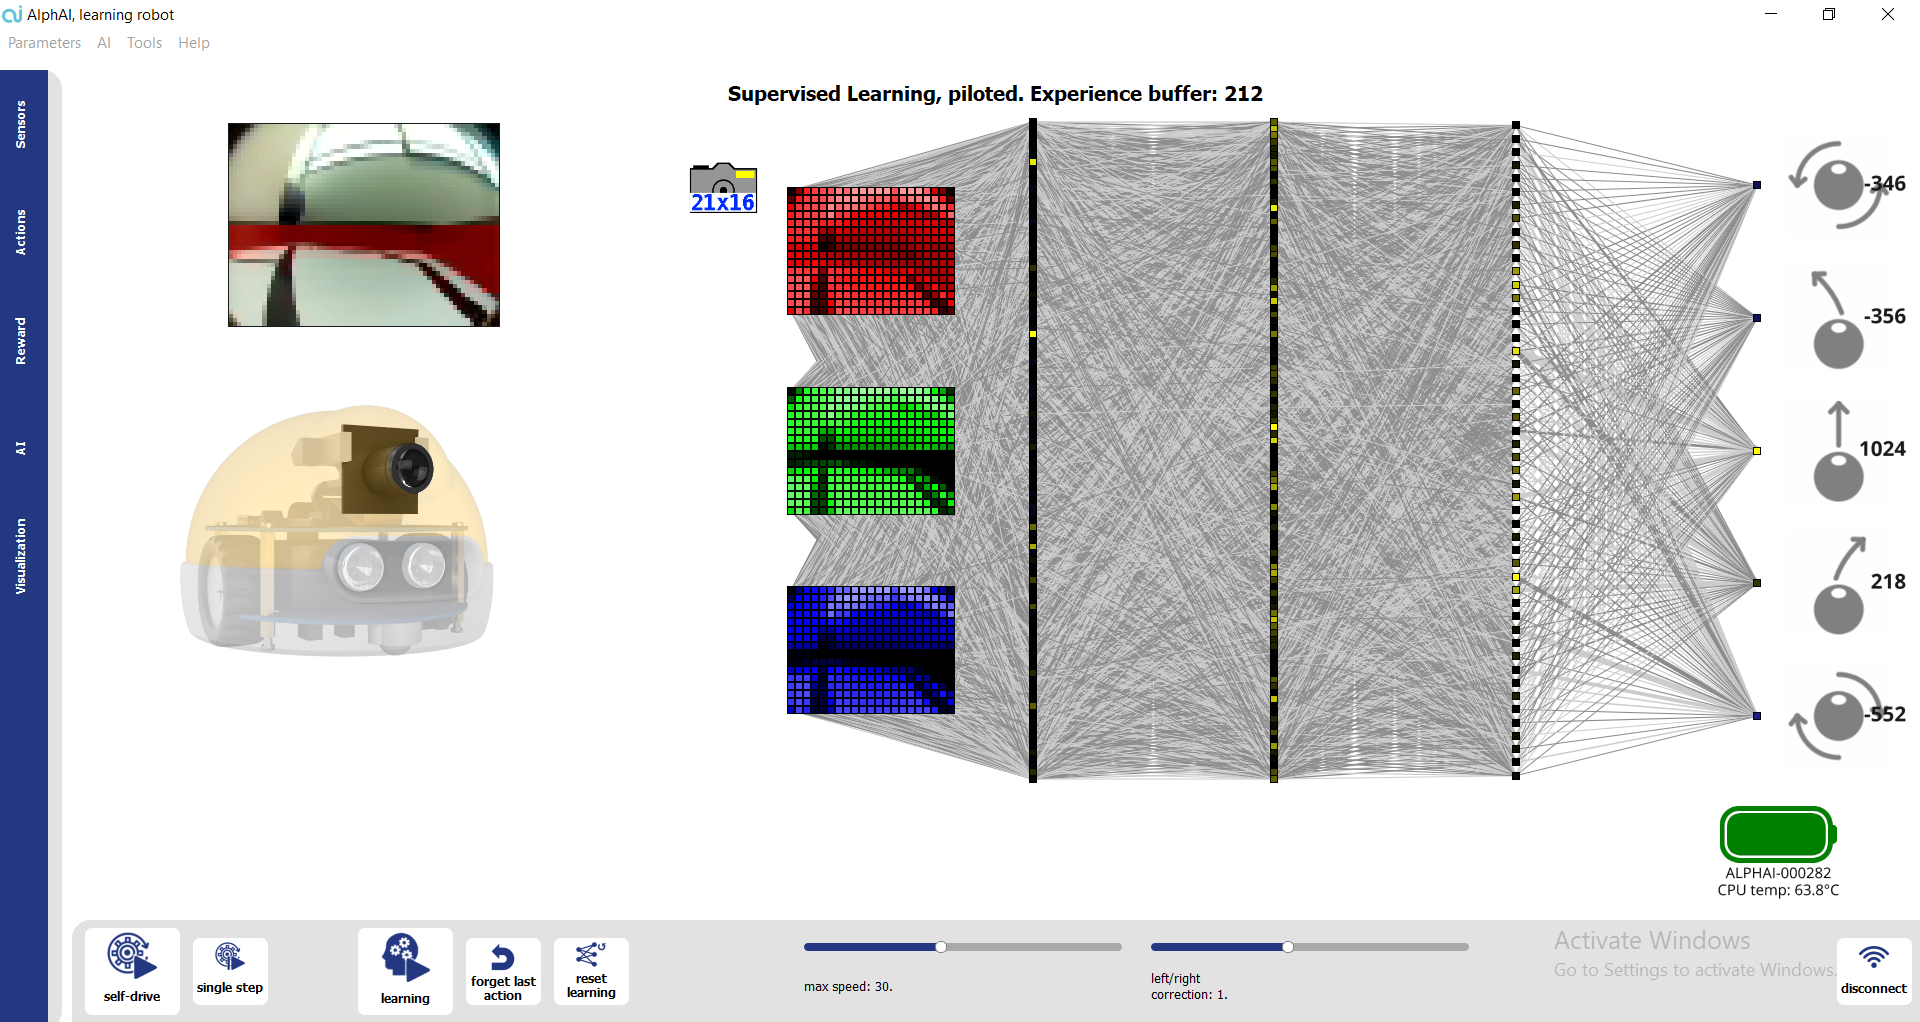 AlphAI, learning robot
Parameters AI Tools Help
Sensors
Actions
Reward
AI
Visualization
Supervised Learning, piloted. Experience buffer: 212
21x16
-346
-356
1024
218
-552
ALPHAI-000282
CPU temp: 63.8°C
self-drive
single step
learning
forget last
action
reset
learning
max speed: 30.
left/right
correction: 1.
Activate Windows
Go to Settings to activate Windows.
disconnect